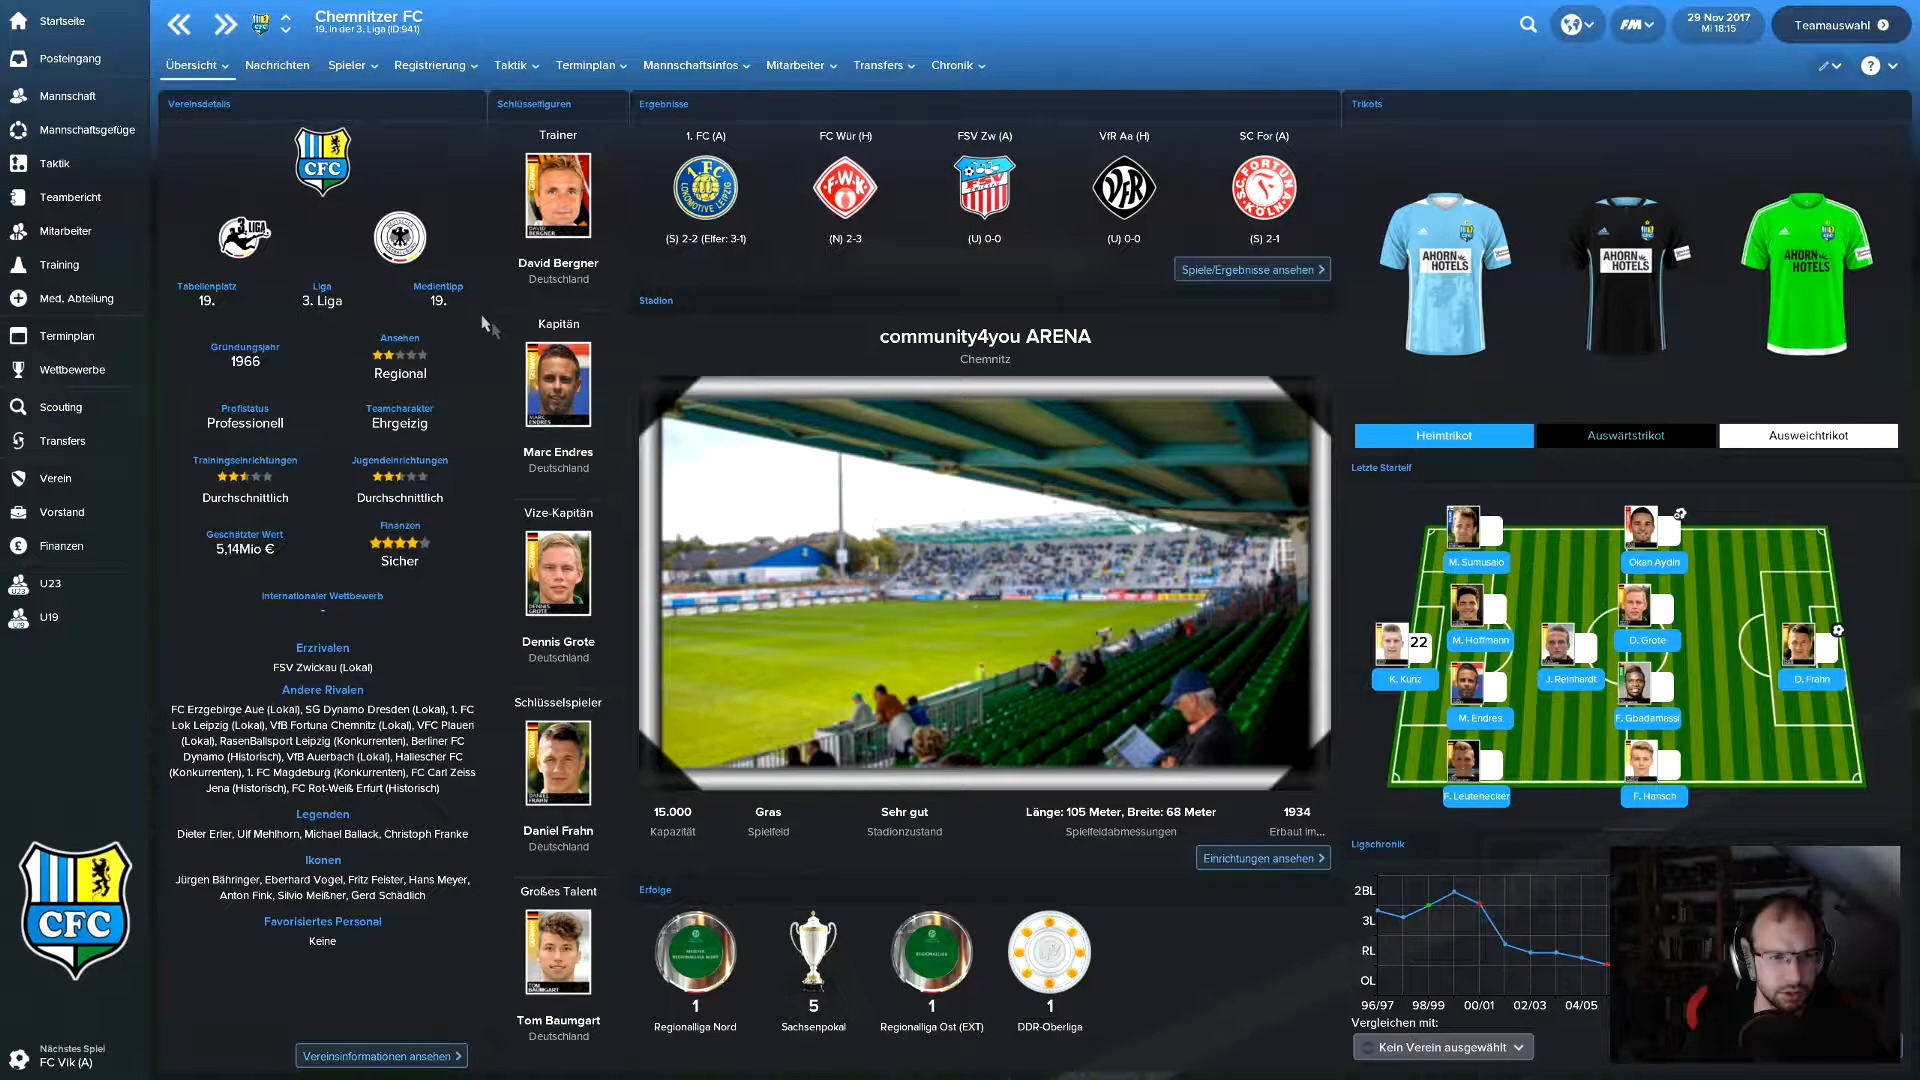 Startseite
Posteingang
Mannschaft
Mannschaftsgefüge
Taktik
Teambericht
Mitarbeiter
Training
Med. Abteilung
Terminplan
Wettbewerbe
Scouting
Transfers
Verein
Vorstand
Finanzen
U23
U19
Nächstes Spiel
FC Vik (A)
Chemnitzer FC
19. in der 3. Liga (ID:941)
FM
29 Nov 2017
Mi 18:15
Teamauswahl
Übersicht Nachrichten Spieler Registrierung Taktik Terminplan Mannschaftsinfos Mitarbeiter Transfers Chronik
Vereinsdetails
CFC
3. LIGA
Tabellenplatz Liga Medientipp
19. 3. Liga 19.
Gründungsjahr Ansehen
1966 Regional
Profistatus Teamcharakter
Professionell Ehrgeizig
Trainingseinrichtungen Jugendeinrichtungen
Durchschnittlich Durchschnittlich
Geschätzter Wert Finanzen
5,14Mio € Sicher
Internationaler Wettbewerb
-
Erzrivalen
FSV Zwickau (Lokal)
Andere Rivalen
FC Erzgebirge Aue (Lokal), SG Dynamo Dresden (Lokal), 1. FC
Lok Leipzig (Lokal), VfB Fortuna Chemnitz (Lokal), VFC Plauen
(Lokal), RasenBallsport Leipzig (Konkurrenten), Berliner FC
Dynamo (Historisch), VfB Auerbach (Lokal), Hallescher FC
(Konkurrenten), 1. FC Magdeburg (Konkurrenten), FC Carl Zeiss
Jena (Historisch), FC Rot-Weiß Erfurt (Historisch)
Legenden
Dieter Erler, Ulf Mehlhorn, Michael Ballack, Christoph Franke
Ikonen
Jürgen Bähringer, Eberhard Vogel, Fritz Feister, Hans Meyer,
Anton Fink, Silvio Meißner, Gerd Schädlich
Favorisiertes Personal
Keine
Vereinsinformationen ansehen
Schlüsselfiguren
Trainer
David Bergner
Deutschland
Kapitän
Marc Endres
Deutschland
Vize-Kapitän
Dennis Grote
Deutschland
Schlüsselspieler
Daniel Frahn
Deutschland
Großes Talent
Tom Baumgart
Deutschland
Ergebnisse
1. FC (A) FC Wür (H) FSV Zw (A) VfR Aa (H) SC For (A)
(S) 2-2 (Elfer: 3-1) (N) 2-3 (U) 0-0 (U) 0-0 (S) 2-1
Spiele/Ergebnisse ansehen
Stadion
community4you ARENA
Chemnitz
15.000 Gras Sehr gut Länge: 105 Meter, Breite: 68 Meter 1934
Kapazität Spielfeld Stadionzustand Spielfeldabmessungen Erbaut im...
Einrichtungen ansehen
Erfolge
1 5 1 1
Regionalliga Nord Sachsenpokal Regionalliga Ost (EXT) DDR-Oberliga
Trikots
AHORN HOTELS
AHORN HOTELS
AHORN HOTELS
Heimtrikot Auswärtstrikot Ausweichtrikot
Letzte Startelf
M. Sumusalo Okan Aydin
M. Hoffmann D. Grote
22
K. Kunz J. Reinhardt D. Frahn
M. Endres F. Gbadamassi
F. Leutenecker F. Hansch
Ligachronik
2BL
3L
RL
OL
96/97 98/99 00/01 02/03 04/05
Vergleichen mit:
Kein Verein ausgewählt
CFC